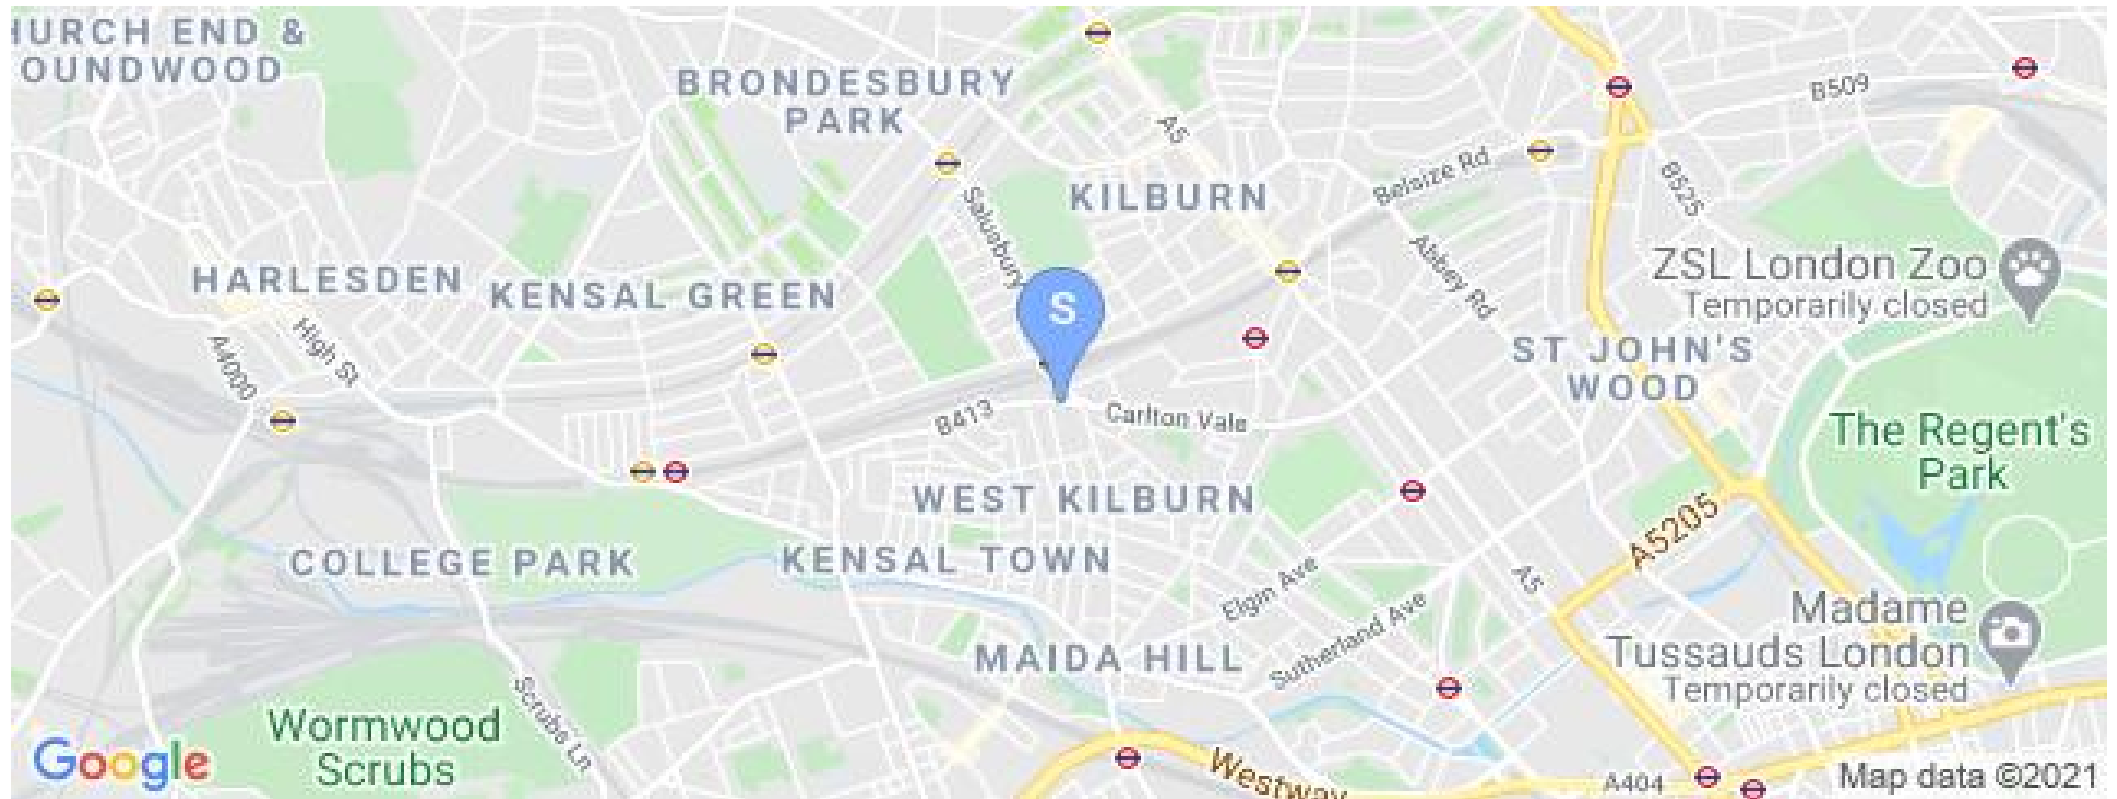 HURCH END &
OUNDWOOD
BRONDESBURY
PARK
B509
A5
Belsize Rd
B525
KILBURN
Salusbury
Abbey Rd
ZSL London Zoo
Temporarily closed
HARLESDEN
KENSAL GREEN
S
High St
A4000
ST JOHN'S
WOOD
B413
Carlton Vale
The Regent's
Park
WEST KILBURN
A5205
COLLEGE PARK
KENSAL TOWN
Elgin Ave
A5
Sutherland Ave
Madame
Tussauds London
Temporarily closed
MAIDA HILL
Scrubs Ln
Wormwood
Scrubs
Google
Westway
A404
Map data ©2021